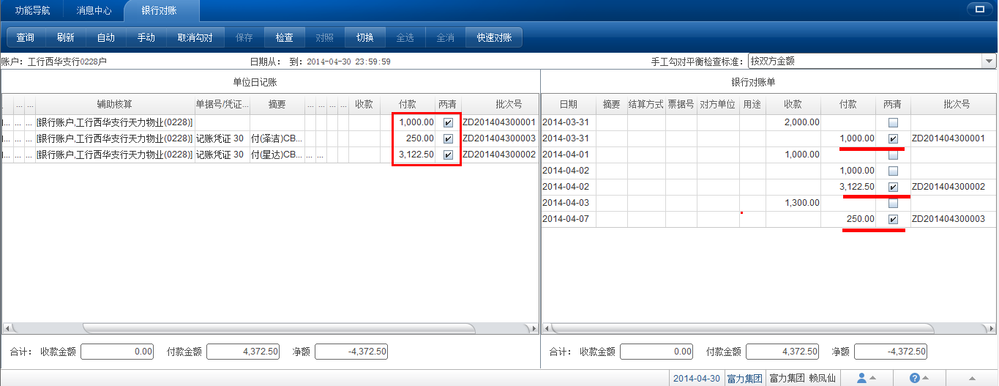 功能导航 消息中心 银行对账
查询 刷新 自动 手动 取消勾对 保存 检查 对照 切换 全选 全消 快速对账
账户: 工行西华支行0228户 日期从: 到: 2014-04-30 23:59:59 手工勾对平衡检查标准: 按双方金额
单位日记账 银行对账单
... ... 辅助核算 单据号/凭证... 摘要 ... ... ... ... 收款 付款 两清 批次号
... ... ... [银行账户,工行西华支行天力物业(0228)] 1,000.00 ZD201404300001
... ... ... [银行账户,工行西华支行天力物业(0228)] 记账凭证 30 付(泽洁)CB... 250.00 ZD201404300003
... ... ... [银行账户,工行西华支行天力物业(0228)] 记账凭证 30 付(星达)CB... ... ... 3,122.50 ZD201404300002
日期 摘要 结算方式 票据号 对方单位 用途 收款 付款 两清 批次号
2014-03-31 2,000.00
2014-03-31 1,000.00 ZD201404300001
2014-04-01 1,000.00
2014-04-02 1,000.00
2014-04-02 3,122.50 ZD201404300002
2014-04-03 1,300.00
2014-04-07 250.00 ZD201404300003
合计: 收款金额 0.00 付款金额 4,372.50 净额 -4,372.50
合计: 收款金额 0.00 付款金额 4,372.50 净额 -4,372.50
2014-04-30 富力集团 富力集团 赖凤仙